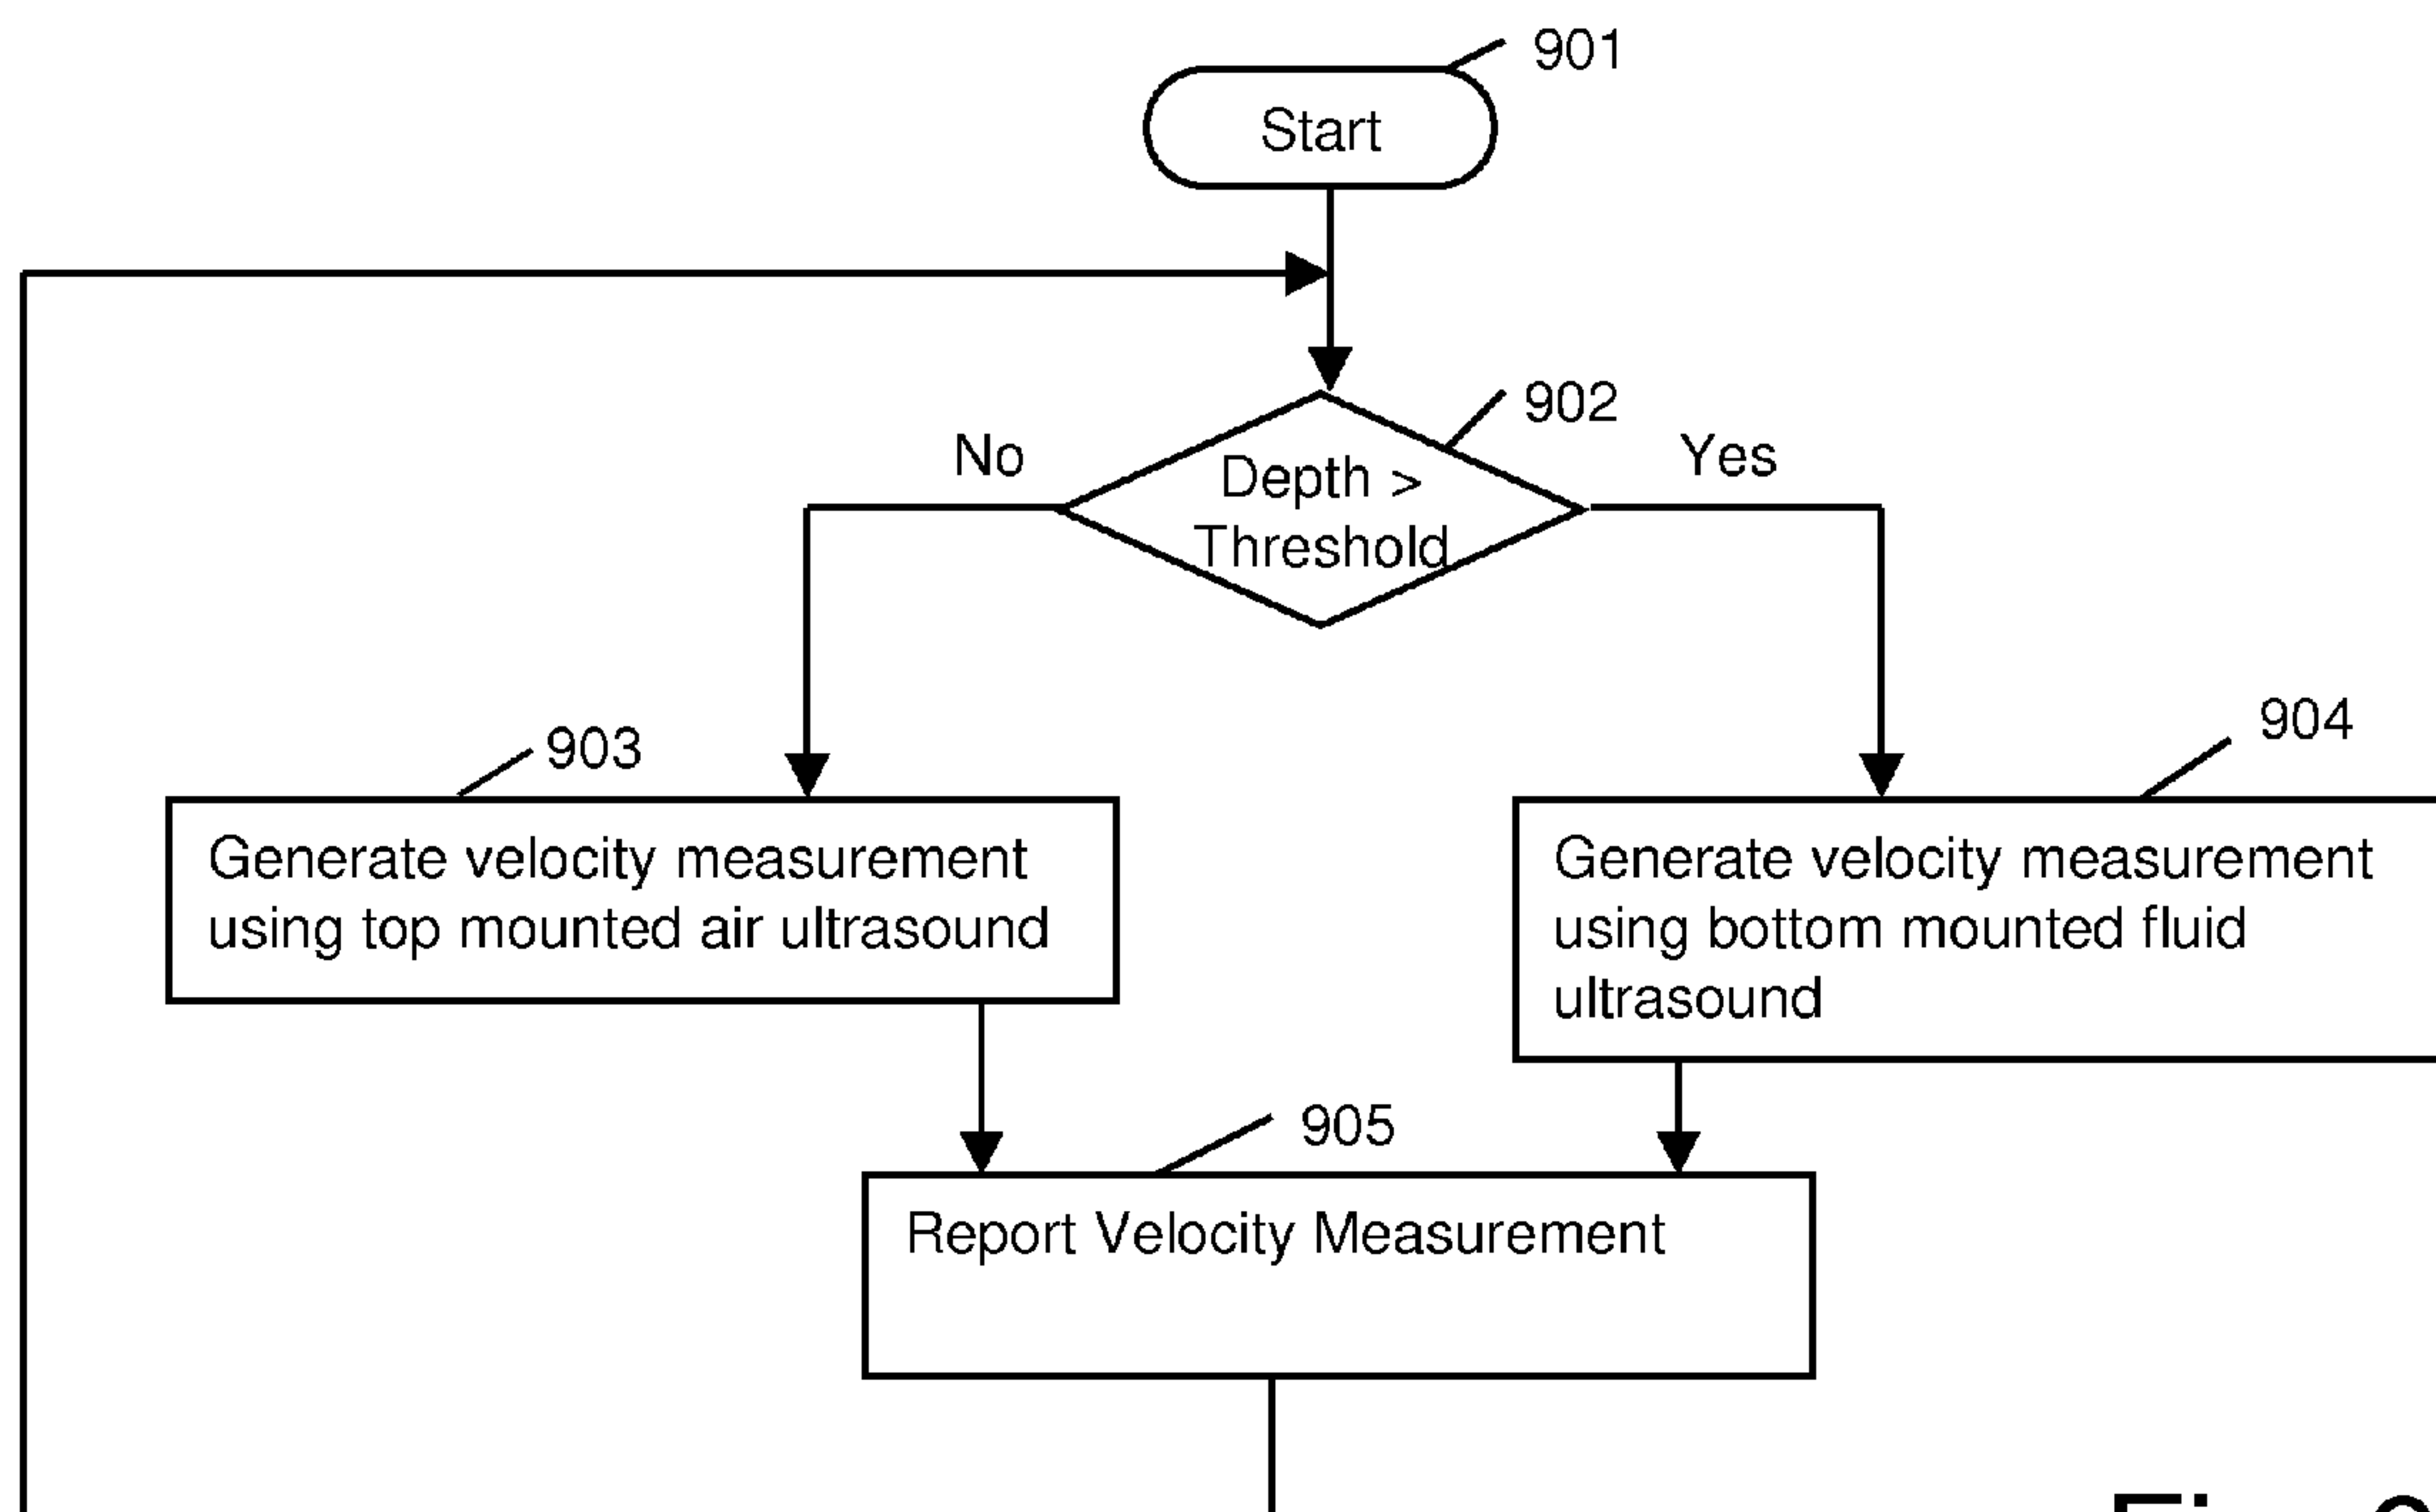 901
Start
902
No
Yes
Depth >
Threshold
903
904
Generate velocity measurement
using top mounted air ultrasound
Generate velocity measurement
using bottom mounted fluid
ultrasound
905
Report Velocity Measurement